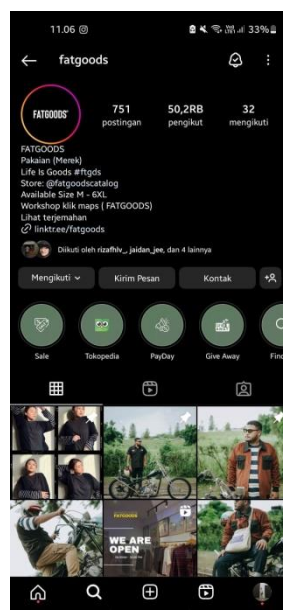 11.06
33%
fatgoods
FATGOODS
751 50,2RB 32
postingan pengikut mengikuti
FATGOODS
Pakaian (Merek)
Life Is Goods #ftgds
Store: @fatgoodscatalog
Available Size M - 6XL
Workshop klik maps ( FATGOODS)
Lihat terjemahan
linktr.ee/fatgoods
Diikuti oleh rizafhlv_, jaidan_jee, dan 4 lainnya
Mengikuti Kirim Pesan Kontak
Sale Tokopedia PayDay Give Away Find
FATGOODS
WE ARE
OPEN